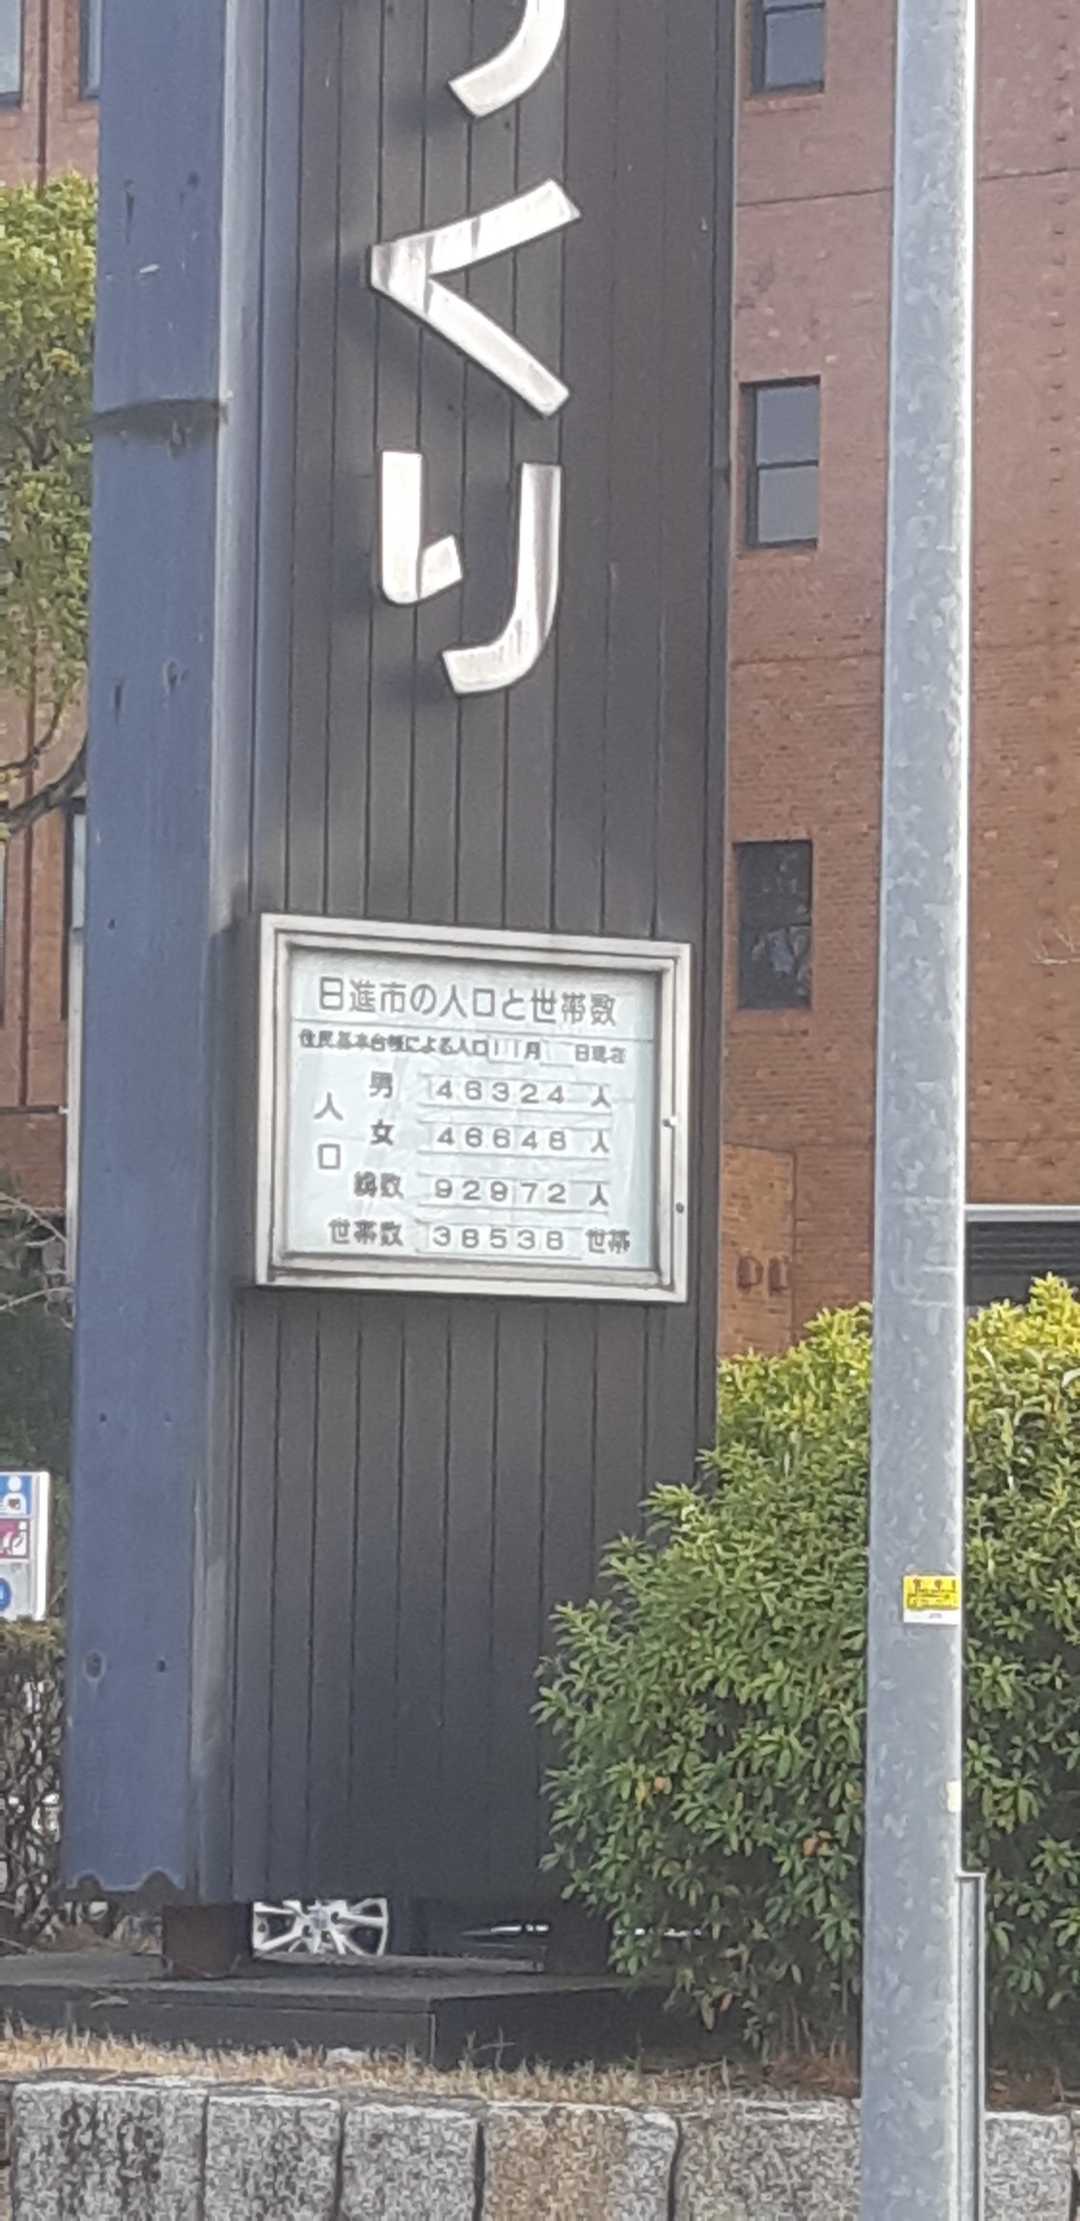 くり
日進市の人口と世帯数
住民基本台帳による人口 11月 日現在
人口
男 46324 人
女 46648 人
総数 92972 人
世帯数 38538 世帯